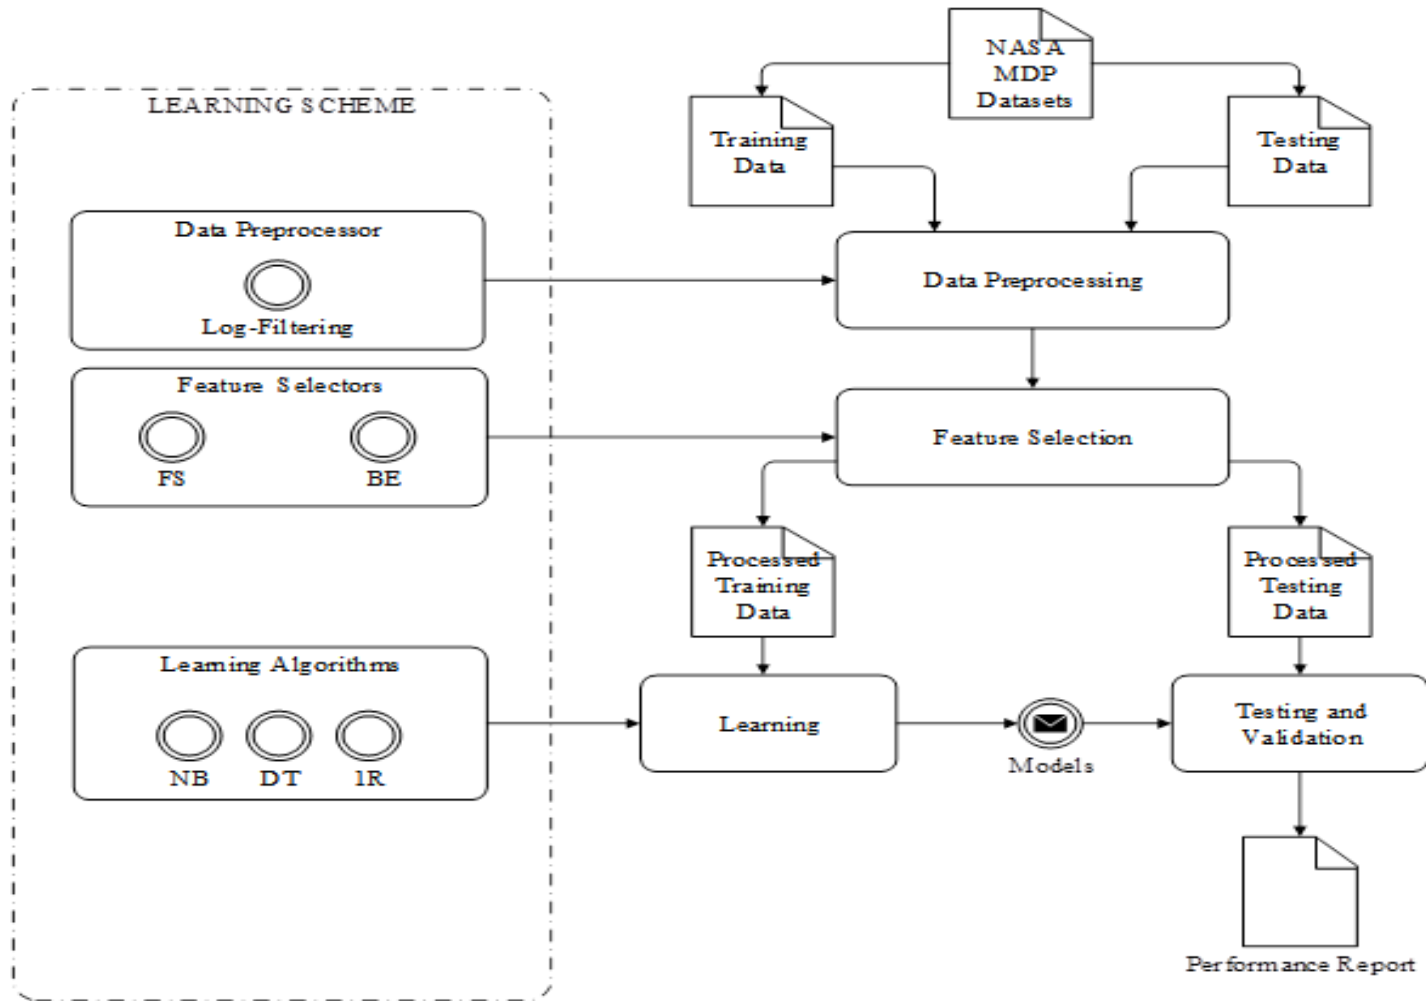 LEARNING SCHEME
Data Preprocessor
Log-Filtering
Feature Selectors
FS
BE
Learning Algorithms
NB
DT
1R
NASA
MDP
Datasets
Training
Data
Testing
Data
Data Preprocessing
Feature Selection
Processed
Training
Data
Processed
Testing
Data
Learning
Models
Testing and
Validation
Performance Report